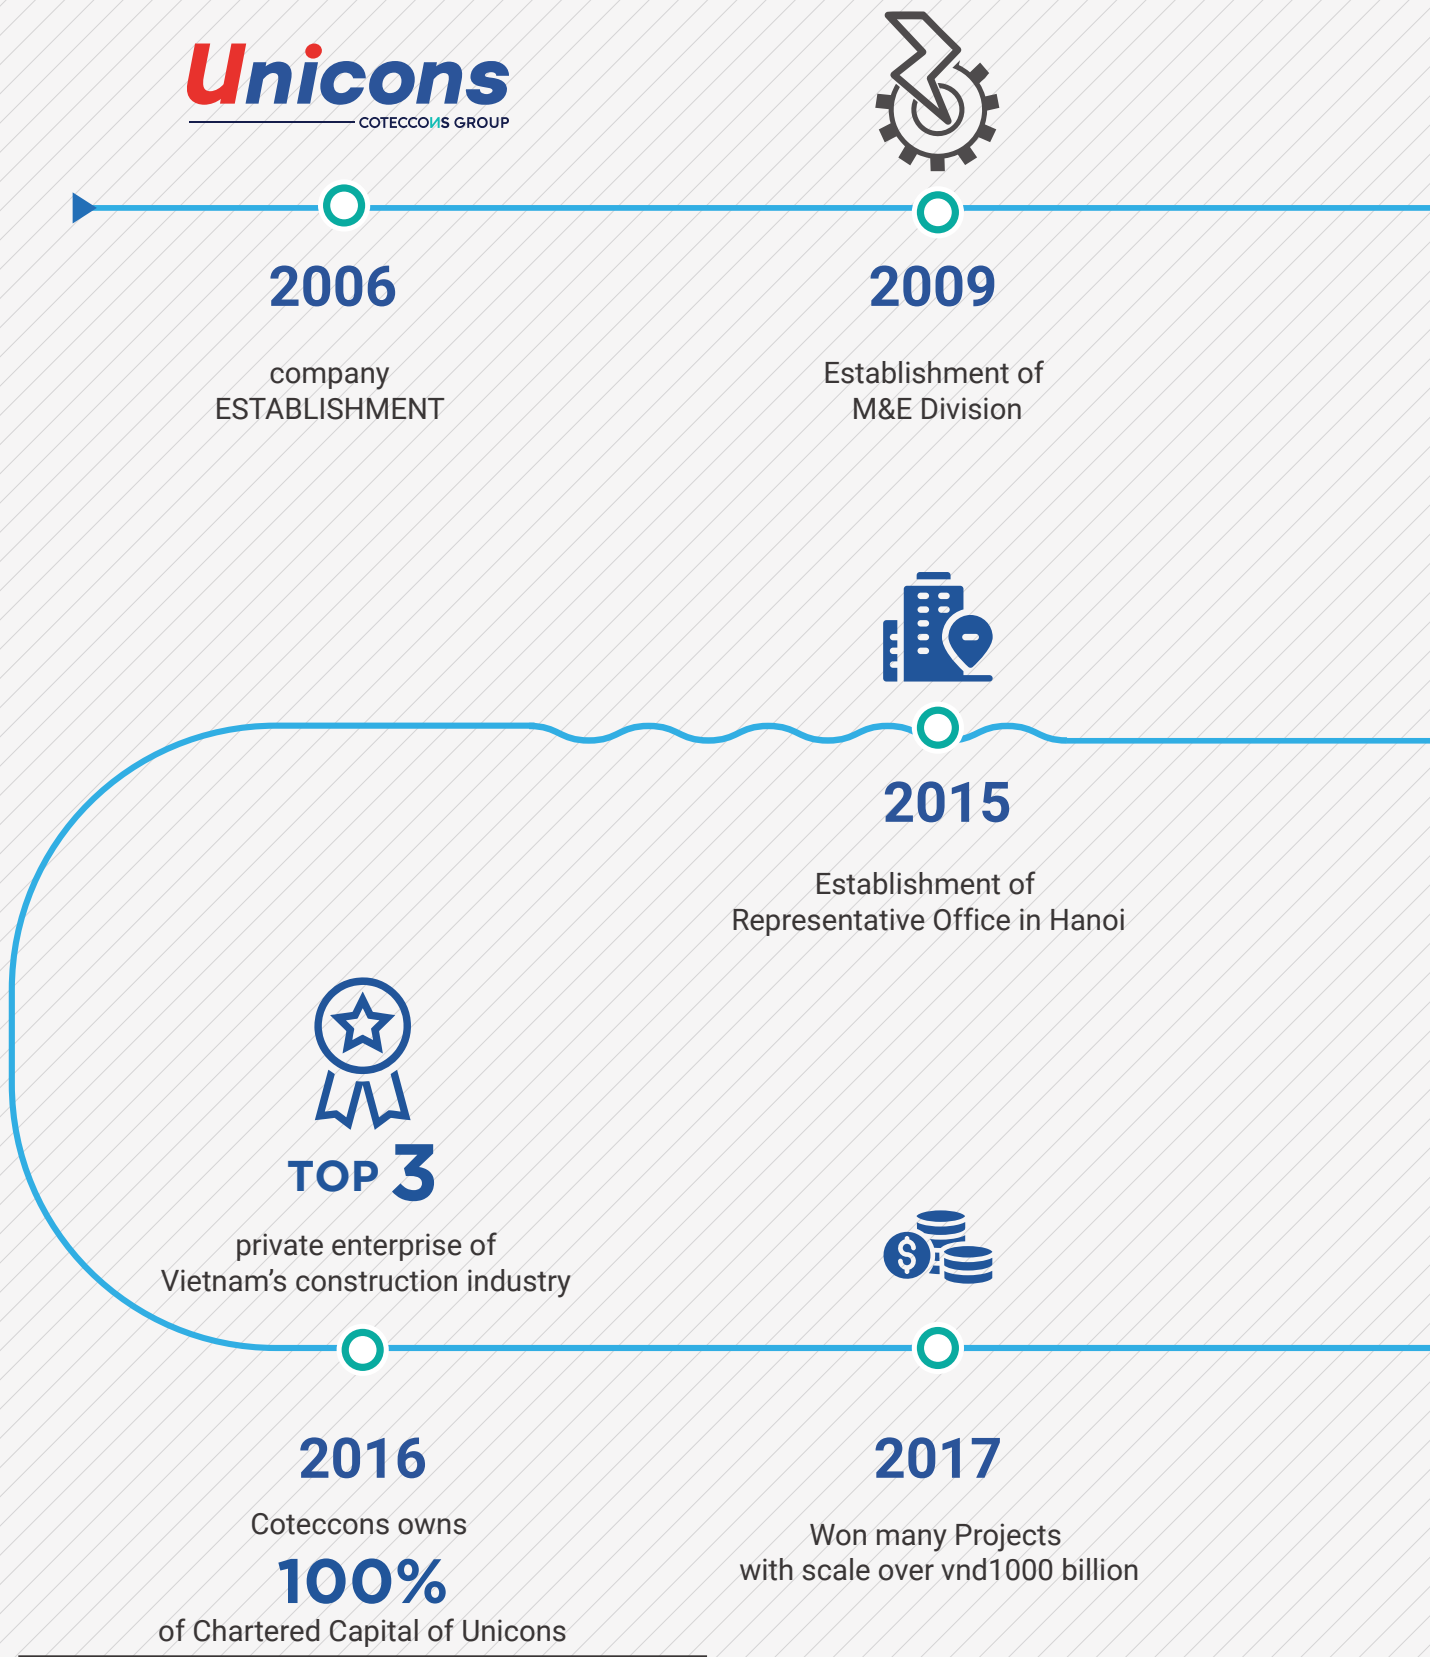 Unicons
COTECCONS GROUP
2006
company
ESTABLISHMENT
2009
Establishment of
M&E Division
2015
Establishment of
Representative Office in Hanoi
TOP 3
private enterprise of
Vietnam’s construction industry
2016
Coteccons owns
100%
of Chartered Capital of Unicons
2017
Won many Projects
with scale over vnd1000 billion